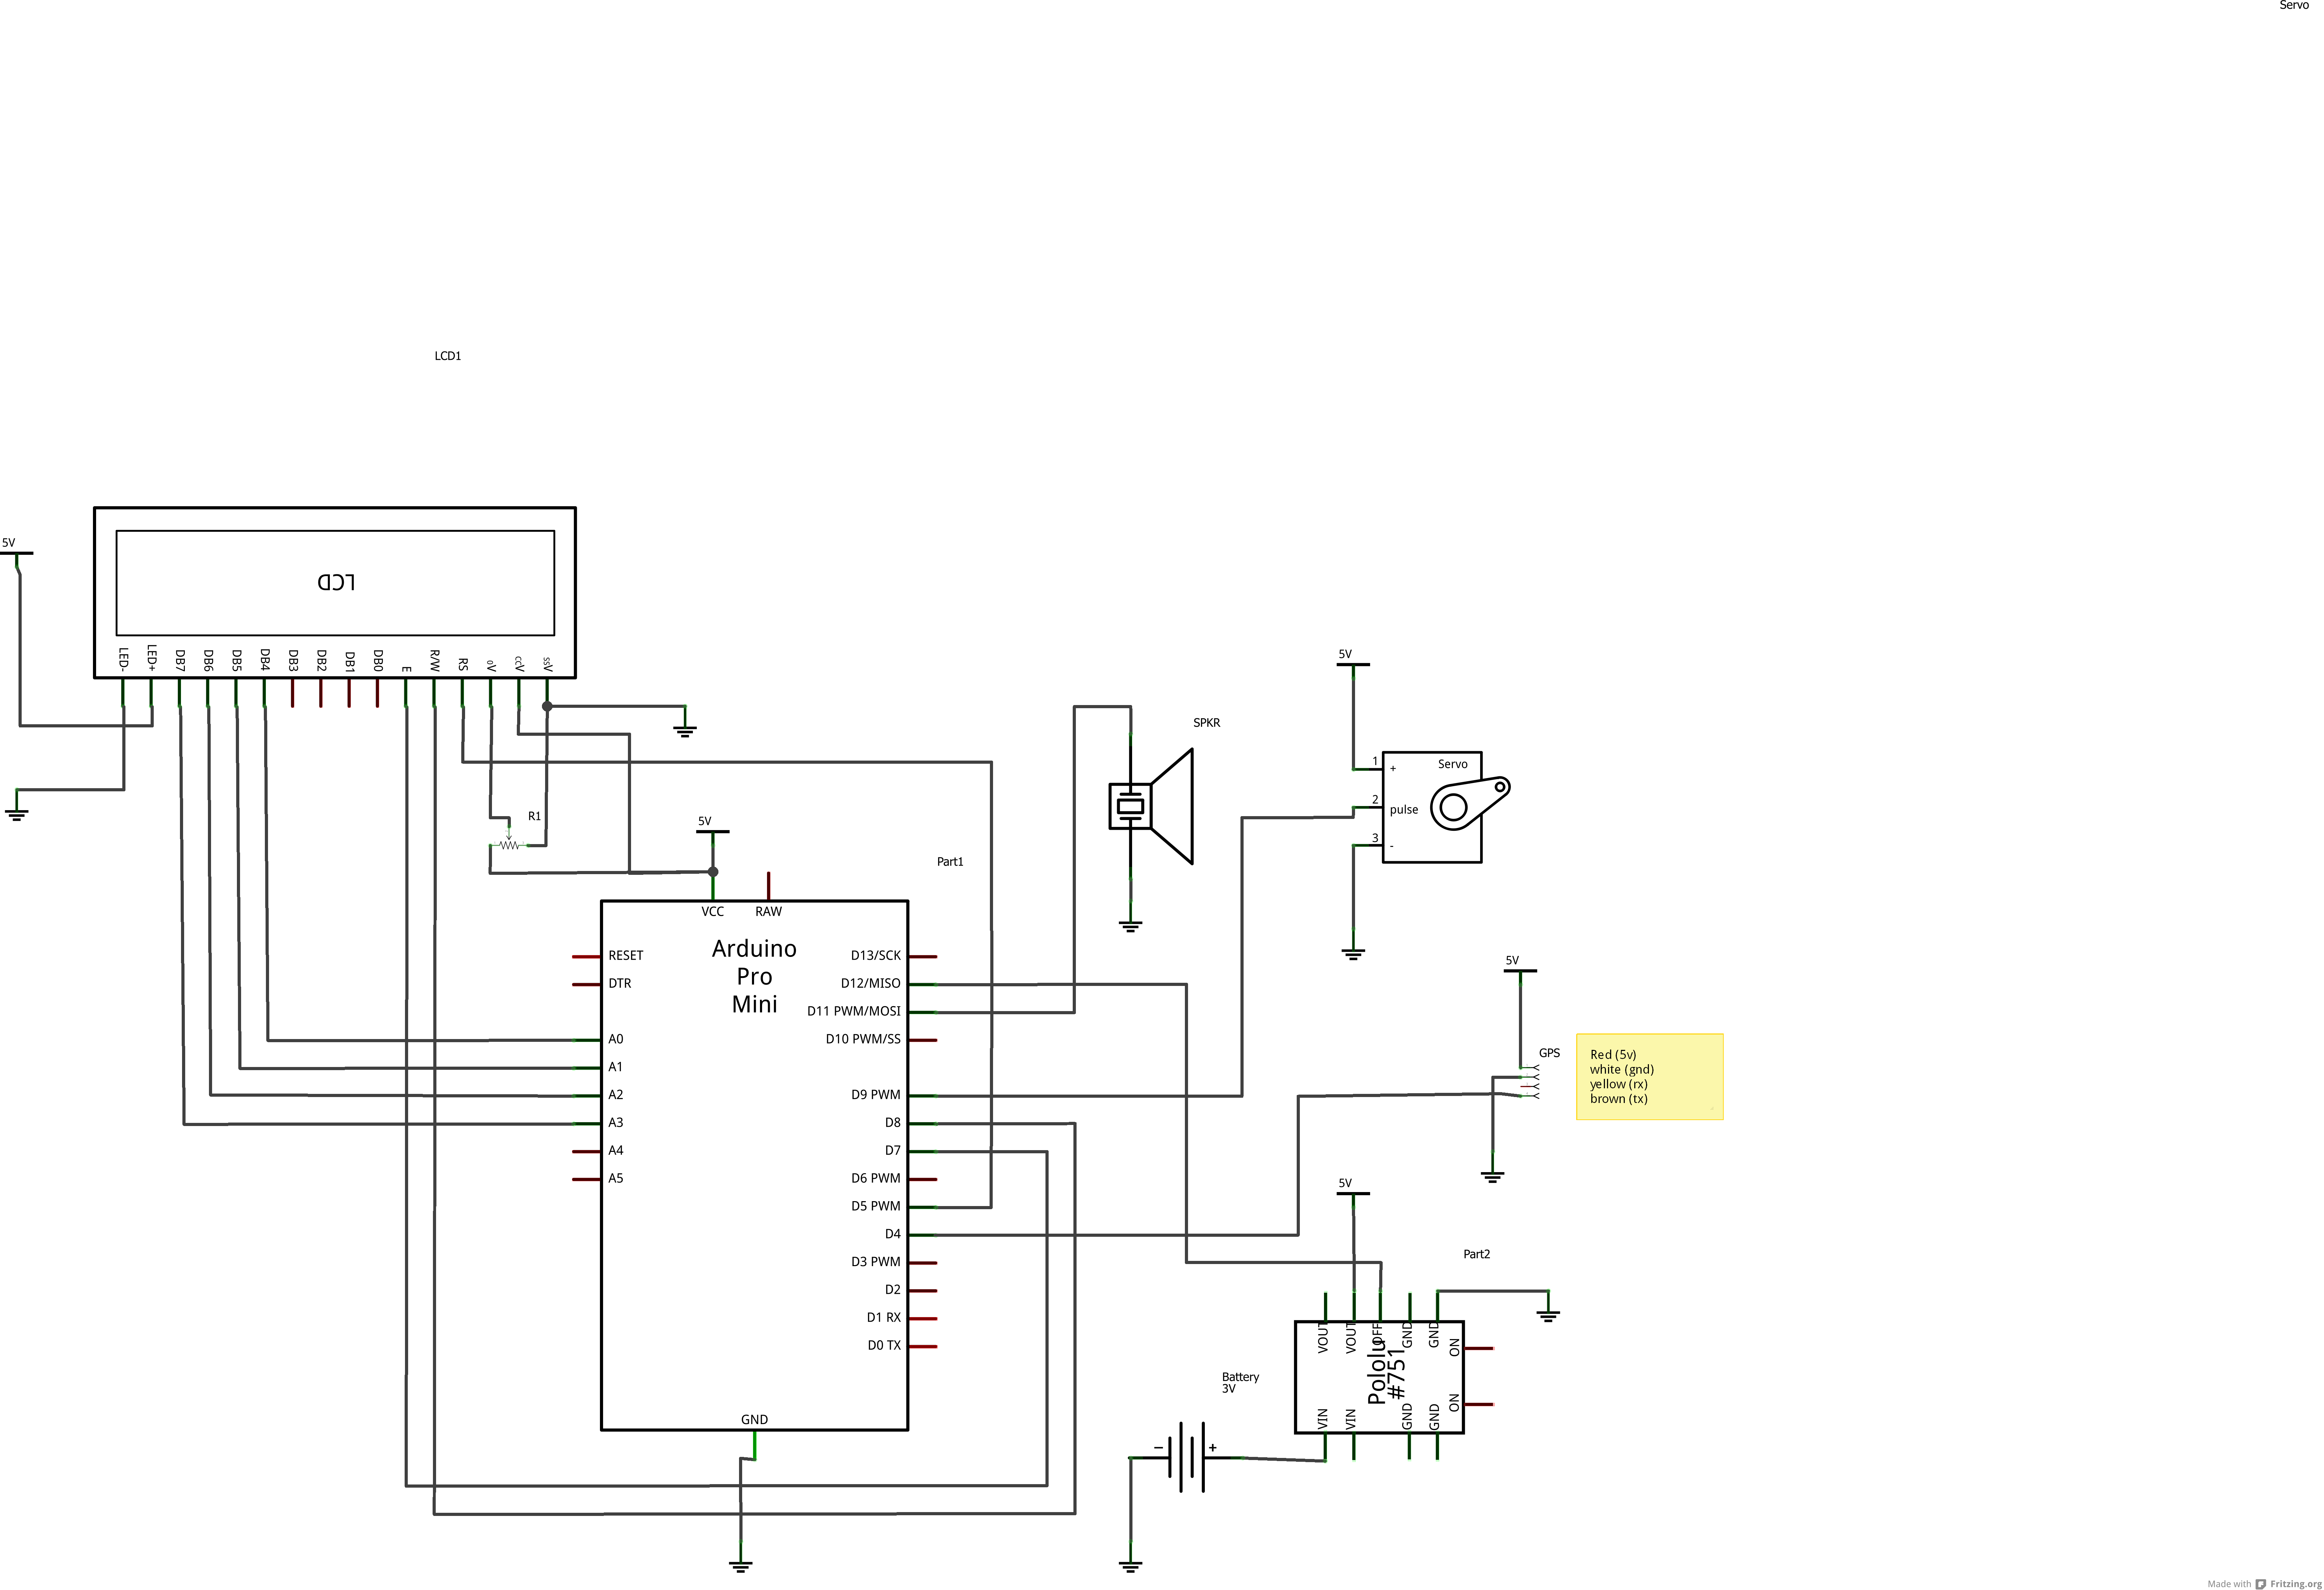 Servo
LCD1
5V
LCD
LED-
LED+
DB7
DB6
DB5
DB4
DB3
DB2
DB1
DB0
E
R/W
RS
0V
CCV
SSV
R1
5V
Part1
VCC
RAW
Arduino
Pro
Mini
RESET
DTR
A0
A1
A2
A3
A4
A5
D13/SCK
D12/MISO
D11 PWM/MOSI
D10 PWM/SS
D9 PWM
D8
D7
D6 PWM
D5 PWM
D4
D3 PWM
D2
D1 RX
D0 TX
GND
SPKR
5V
Servo
1
+
2
pulse
3
-
5V
GPS
Red (5v)
white (gnd)
yellow (rx)
brown (tx)
5V
Part2
VOUT
VOUT
OFF
GND
GND
ON
ON
Pololu
#751
VIN
VIN
GND
GND
Battery
3V
−
+
Made with Fritzing.org